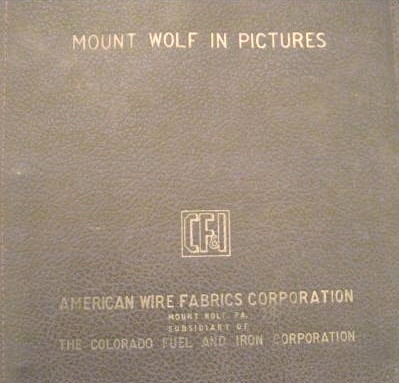 MOUNT WOLF IN PICTURES
CF&I
AMERICAN WIRE FABRICS CORPORATION
MOUNT WOLF, PA.
SUBSIDIARY OF
THE COLORADO FUEL AND IRON CORPORATION